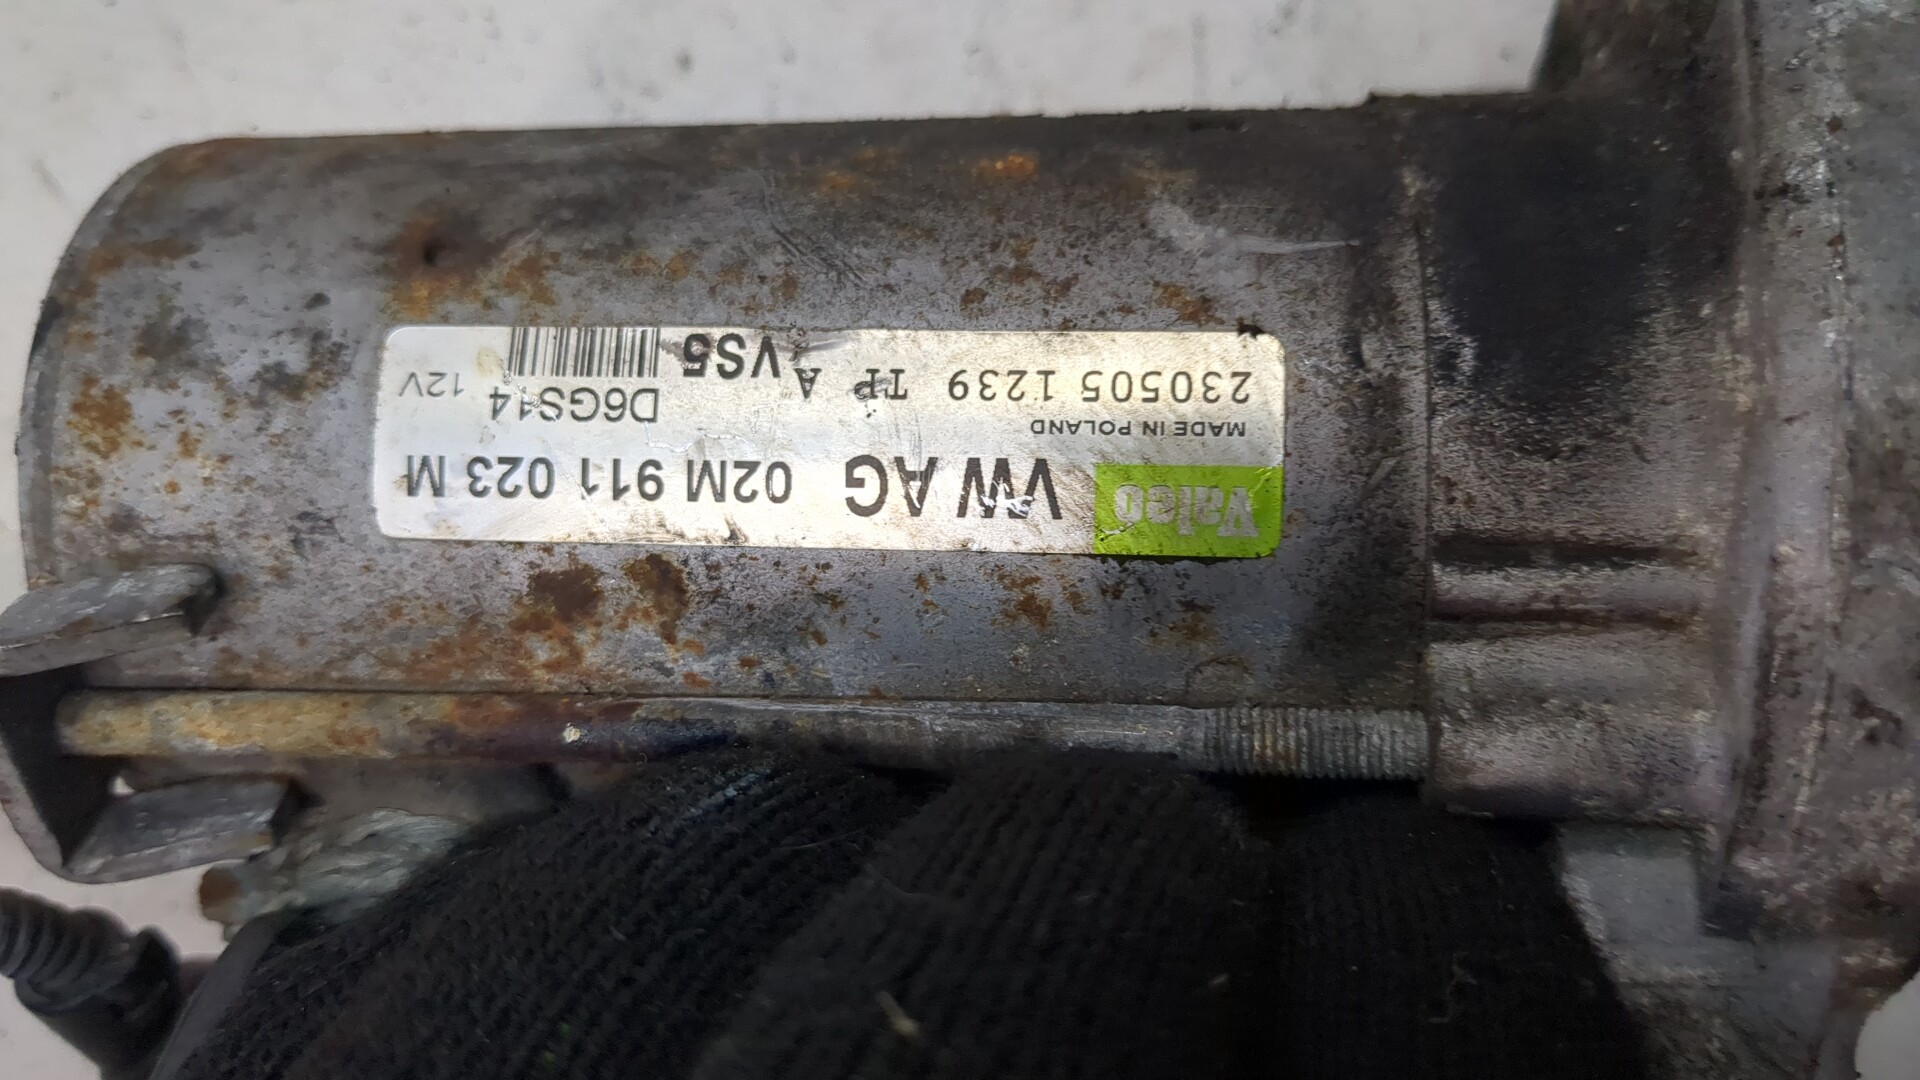 Valeo VW AG 02M 911 023 M
MADE IN POLAND D6GS14 12V
230505 1239 TP A VS5